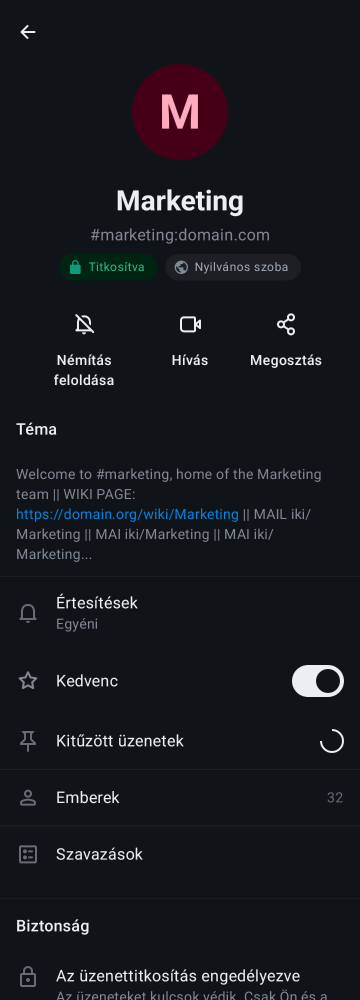 M
Marketing
#marketing:domain.com
Titkosítva
Nyilvános szoba
Némítás
feloldása
Hívás
Megosztás
Téma
Welcome to #marketing, home of the Marketing
team || WIKI PAGE:
https://domain.org/wiki/Marketing || MAIL iki/
Marketing || MAI iki/Marketing || MAI iki/
Marketing...
Értesítések
Egyéni
Kedvenc
Kitűzött üzenetek
Emberek 32
Szavazások
Biztonság
Az üzenettitkosítás engedélyezve
Az üzeneteket kulcsok védik. Csak Ön és a